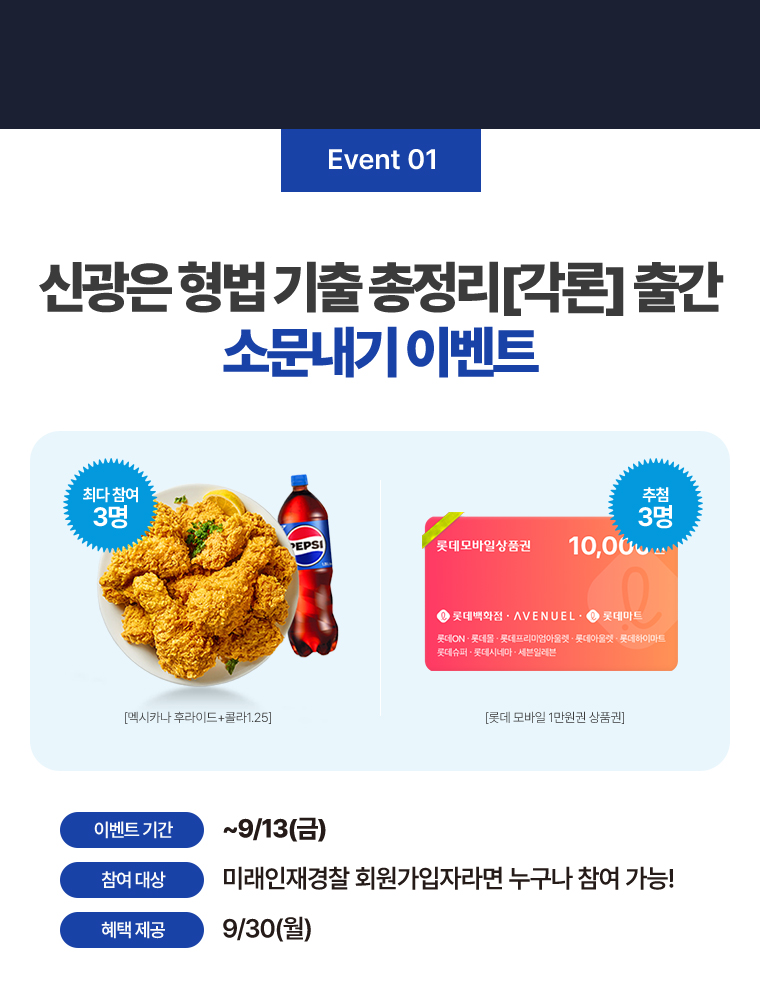 Event 01
신광은 형법 기출 총정리[각론] 출간
소문내기 이벤트
최다 참여
3명
PEPSI
[멕시카나 후라이드+콜라1.25]
추첨
3명
롯데모바일상품권
10,000
롯데백화점 · AVENUEL · 롯데마트
롯데ON · 롯데몰 · 롯데프리미엄아울렛 · 롯데아울렛 · 롯데하이마트
롯데슈퍼 · 롯데시네마 · 세븐일레븐
[롯데 모바일 1만원권 상품권]
이벤트 기간 ~9/13(금)
참여 대상 미래인재경찰 회원가입자라면 누구나 참여 가능!
혜택 제공 9/30(월)